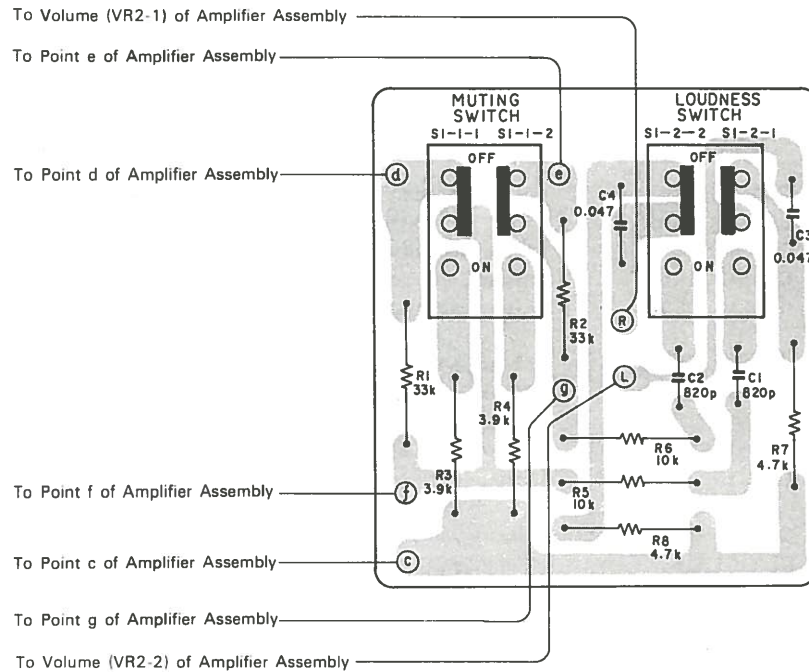 To Volume (VR2-1) of Amplifier Assembly
To Point e of Amplifier Assembly
MUTING
SWITCH
S1-1-1 S1-1-2
LOUDNESS
SWITCH
S1-2-2 S1-2-1
OFF
OFF
To Point d of Amplifier Assembly
d
e
C4
0.047
C3
0.047
ON
ON
R2
33k
R
R1
33k
R4
3.9k
g
L
C2
820p
C1
820p
R3
3.9k
R6
10k
R7
4.7k
To Point f of Amplifier Assembly
f
R5
10k
R8
4.7k
To Point c of Amplifier Assembly
C
To Point g of Amplifier Assembly
To Volume (VR2-2) of Amplifier Assembly